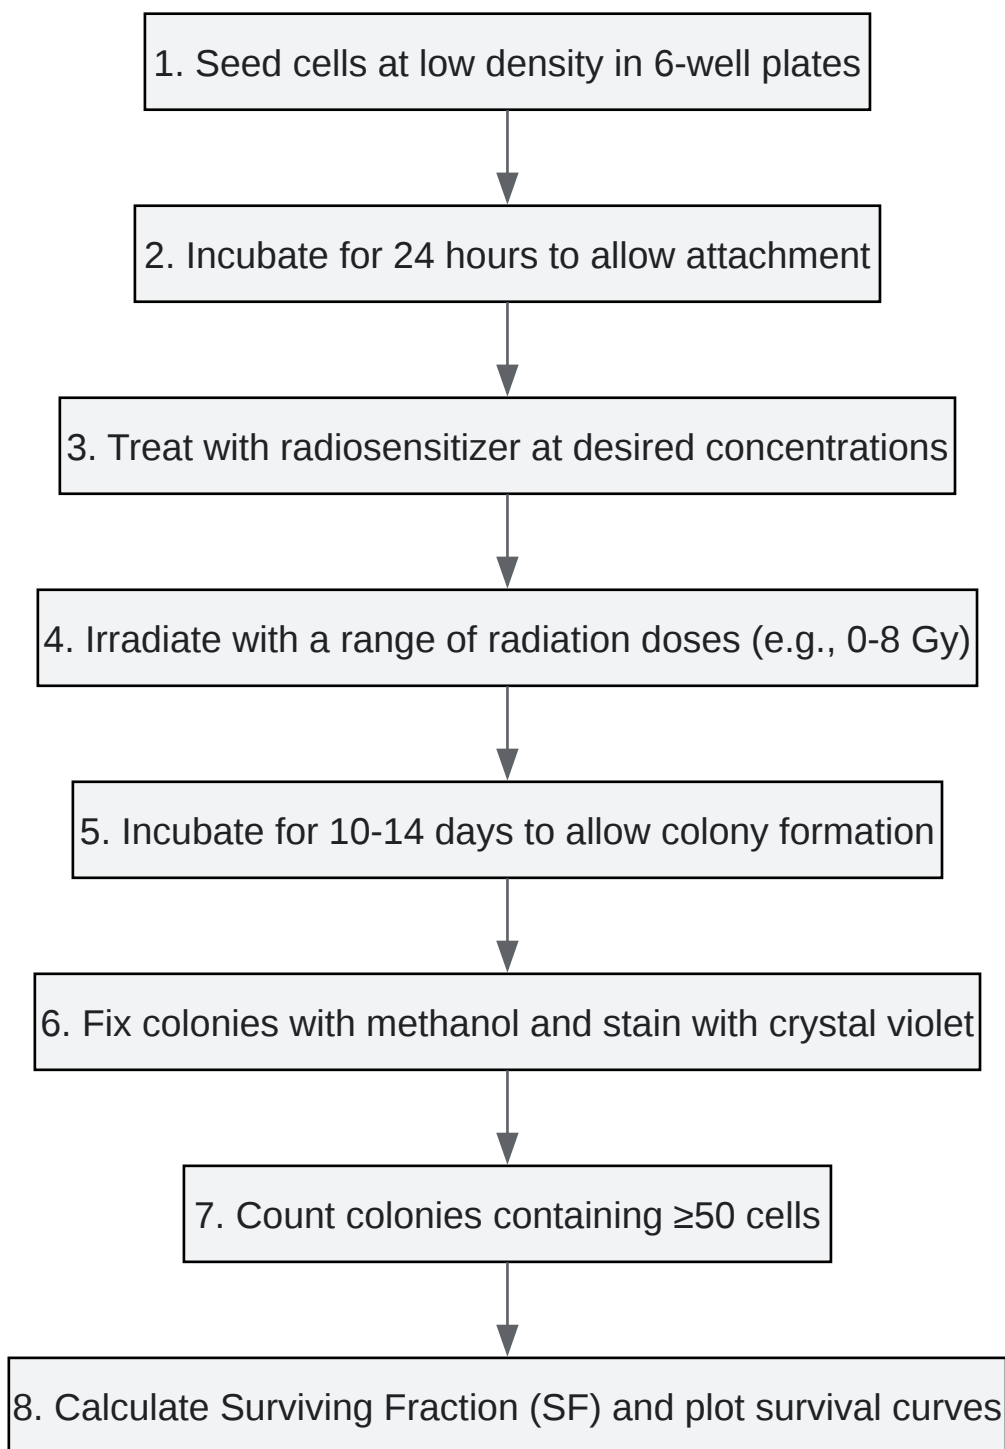 1. Seed cells at low density in 6-well plates
2. Incubate for 24 hours to allow attachment
3. Treat with radiosensitizer at desired concentrations
4. Irradiate with a range of radiation doses (e.g., 0-8 Gy)
5. Incubate for 10-14 days to allow colony formation
6. Fix colonies with methanol and stain with crystal violet
7. Count colonies containing ≥50 cells
8. Calculate Surviving Fraction (SF) and plot survival curves